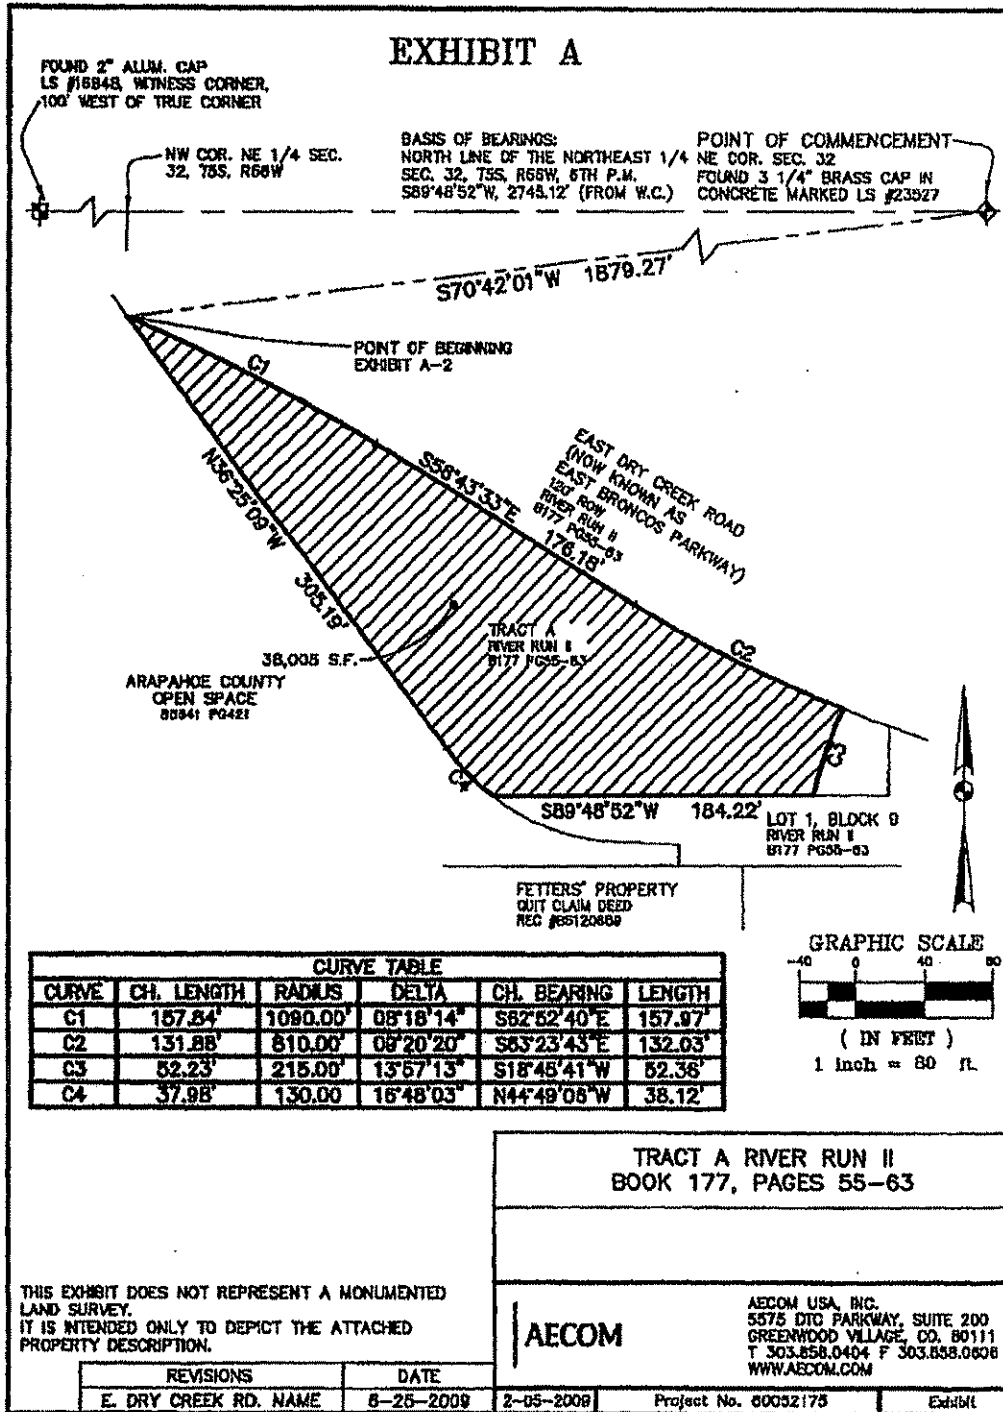 EXHIBIT A
FOUND 2" ALUM. CAP
LS #16848, WITNESS CORNER,
100' WEST OF TRUE CORNER
NW COR. NE 1/4 SEC.
32, T5S, R66W
BASIS OF BEARINGS:
NORTH LINE OF THE NORTHEAST 1/4
SEC. 32, T5S, R66W, 6TH P.M.
S89°48'52"W, 2745.12' (FROM W.C.)
POINT OF COMMENCEMENT
NE COR. SEC. 32
FOUND 3 1/4" BRASS CAP IN
CONCRETE MARKED LS #23527
S70°42'01"W 1879.27'
POINT OF BEGINNING
EXHIBIT A-2
C1
S58°43'33"E
176.18'
EAST DRY CREEK ROAD
(NOW KNOWN AS
EAST BRONCOS PARKWAY)
120' ROW
RIVER RUN II
B177 PG55-63
N36°25'09"W
305.19'
TRACT A
RIVER RUN II
B177 PG55-63
C2
38,005 S.F.
ARAPAHOE COUNTY
OPEN SPACE
PG421
C3
C4
S89°48'52"W 184.22'
LOT 1, BLOCK 9
RIVER RUN II
B177 PG55-63
FETTERS' PROPERTY
QUIT CLAIM DEED
REC
GRAPHIC SCALE
-40 0 40 80
( IN FEET )
1 inch = 80 ft.
CURVE TABLE
CURVE CH. LENGTH RADIUS DELTA CH. BEARING LENGTH
C1 157.84' 1090.00' 08°18'14" S62°52'40"E 157.97'
C2 131.88' 810.00' 09°20'20" S63°23'43"E 132.03'
C3 52.23' 215.00' 13°57'13" S18°45'41"W 52.36'
C4 37.98' 130.00 16°48'03" N44°49'08"W 38.12'
TRACT A RIVER RUN II
BOOK 177, PAGES 55-63
THIS EXHIBIT DOES NOT REPRESENT A MONUMENTED
LAND SURVEY.
IT IS INTENDED ONLY TO DEPICT THE ATTACHED
PROPERTY DESCRIPTION.
AECOM
AECOM USA, INC.
5575 DTC PARKWAY, SUITE 200
GREENWOOD VILLAGE, CO. 80111
T 303.858.0404 F 303.858.0606
WWW.AECOM.COM
REVISIONS DATE
E. DRY CREEK RD. NAME 6-25-2009
2-05-2009 Project No. 60052175 Exhibit